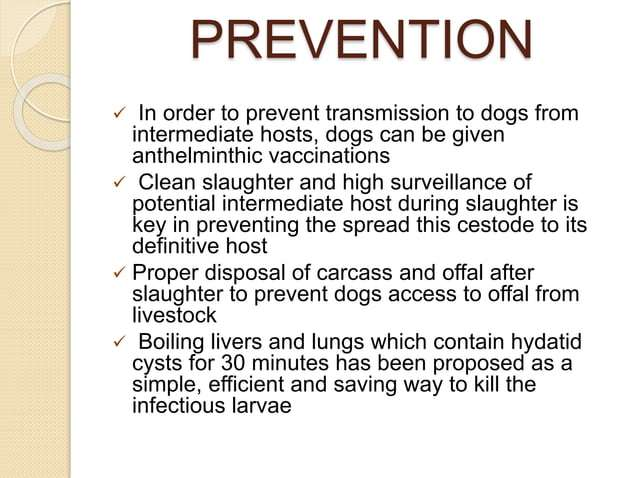 PREVENTION
✓ In order to prevent transmission to dogs from
intermediate hosts, dogs can be given
anthelminthic vaccinations
✓ Clean slaughter and high surveillance of
potential intermediate host during slaughter is
key in preventing the spread this cestode to its
definitive host
✓ Proper disposal of carcass and offal after
slaughter to prevent dogs access to offal from
livestock
✓ Boiling livers and lungs which contain hydatid
cysts for 30 minutes has been proposed as a
simple, efficient and saving way to kill the
infectious larvae